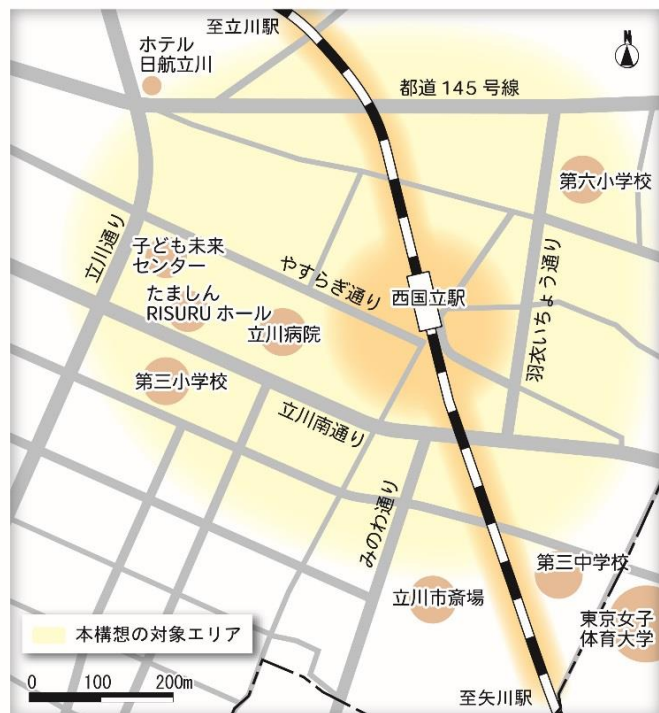 至立川駅
N
ホテル
日航立川
都道145号線
第六小学校
立川通り
子ども未来
センター
やすらぎ通り
西国立駅
羽衣いちょう通り
たましん
RISURUホール
立川病院
第三小学校
立川南通り
みのわ通り
第三中学校
立川市斎場
東京女子
体育大学
本構想の対象エリア
0 100 200m
至矢川駅